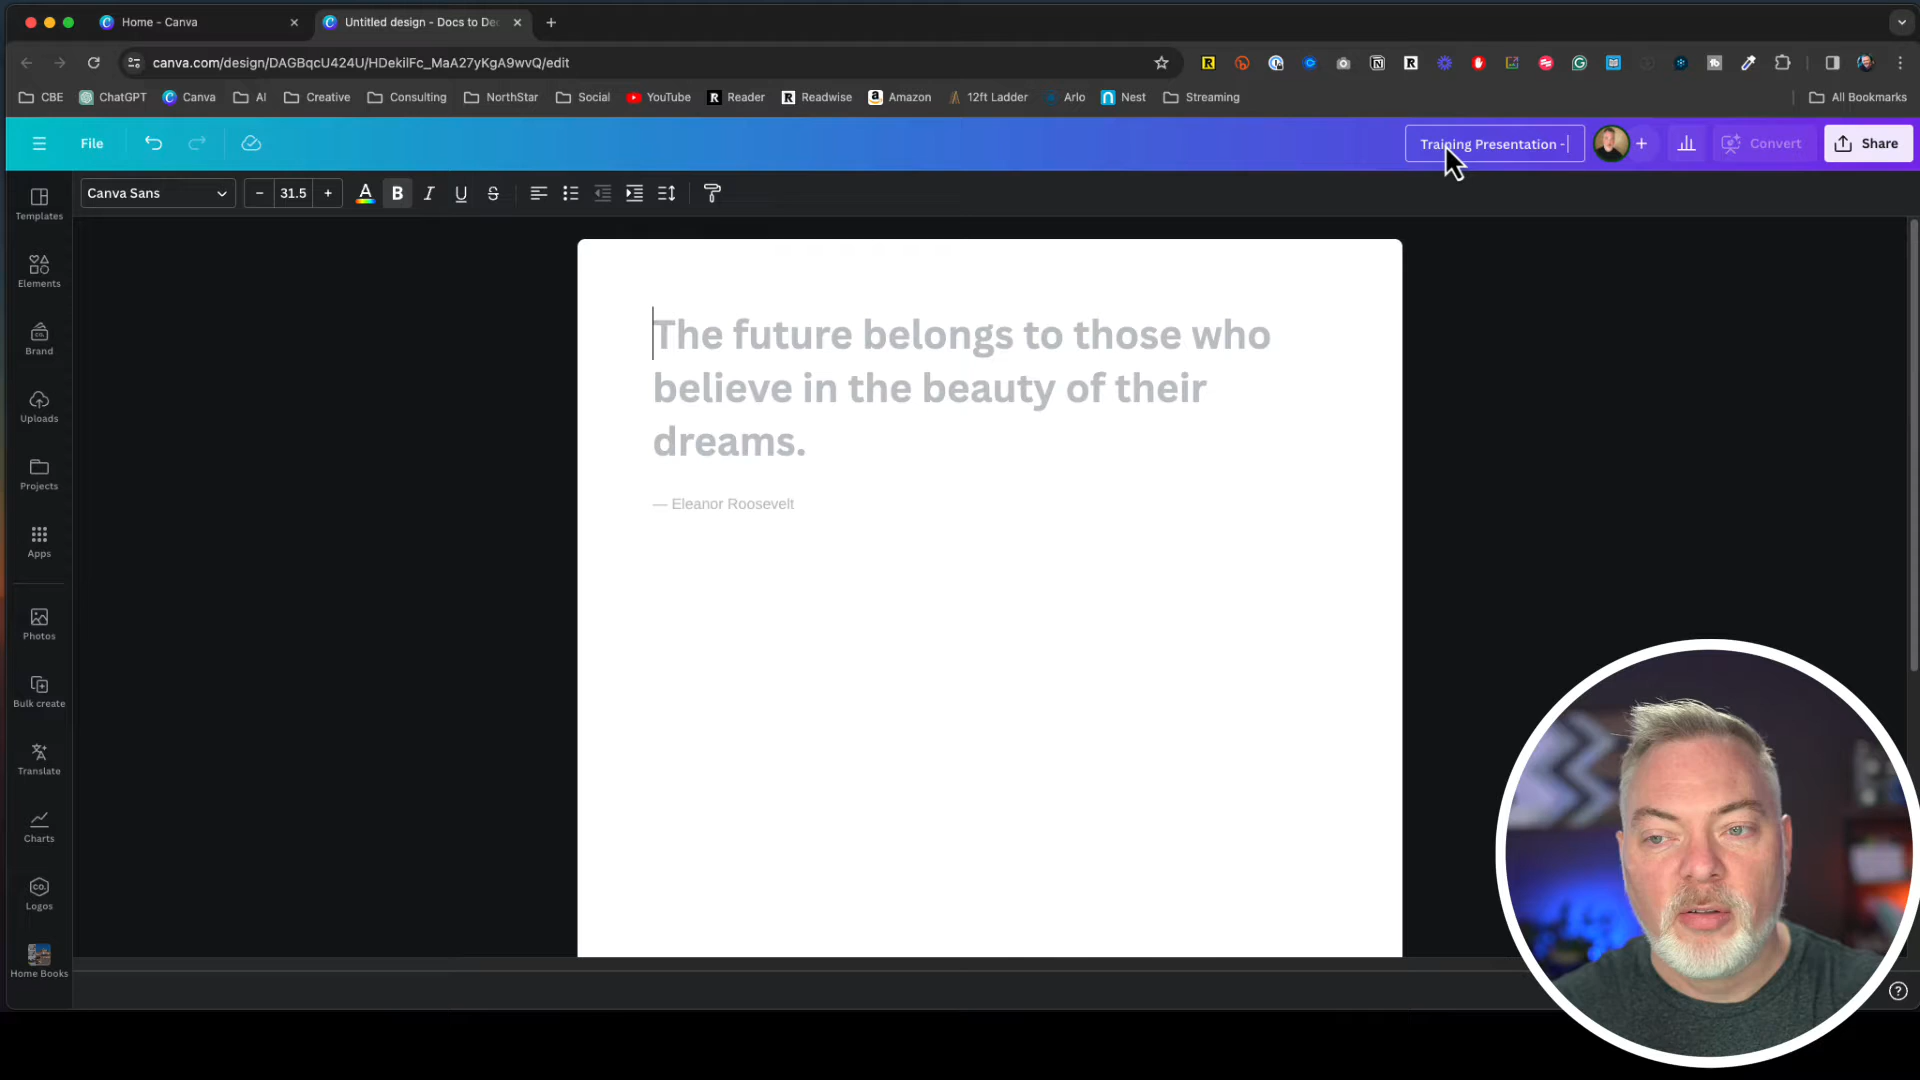 Home - Canva
Untitled design - Docs to Dec
canva.com/design/DAGBqcU424U/HDekilFc_MaA27yKgA9wvQ/edit
CBE ChatGPT Canva AI Creative Consulting NorthStar Social YouTube Reader Readwise Amazon 12ft Ladder Arlo Nest Streaming All Bookmarks
File Training Presentation - Convert Share
Canva Sans 31.5
Templates
Elements
Brand
Uploads
Projects
Apps
Photos
Bulk create
Translate
Charts
Logos
Home Books
The future belongs to those who
believe in the beauty of their
dreams.
— Eleanor Roosevelt